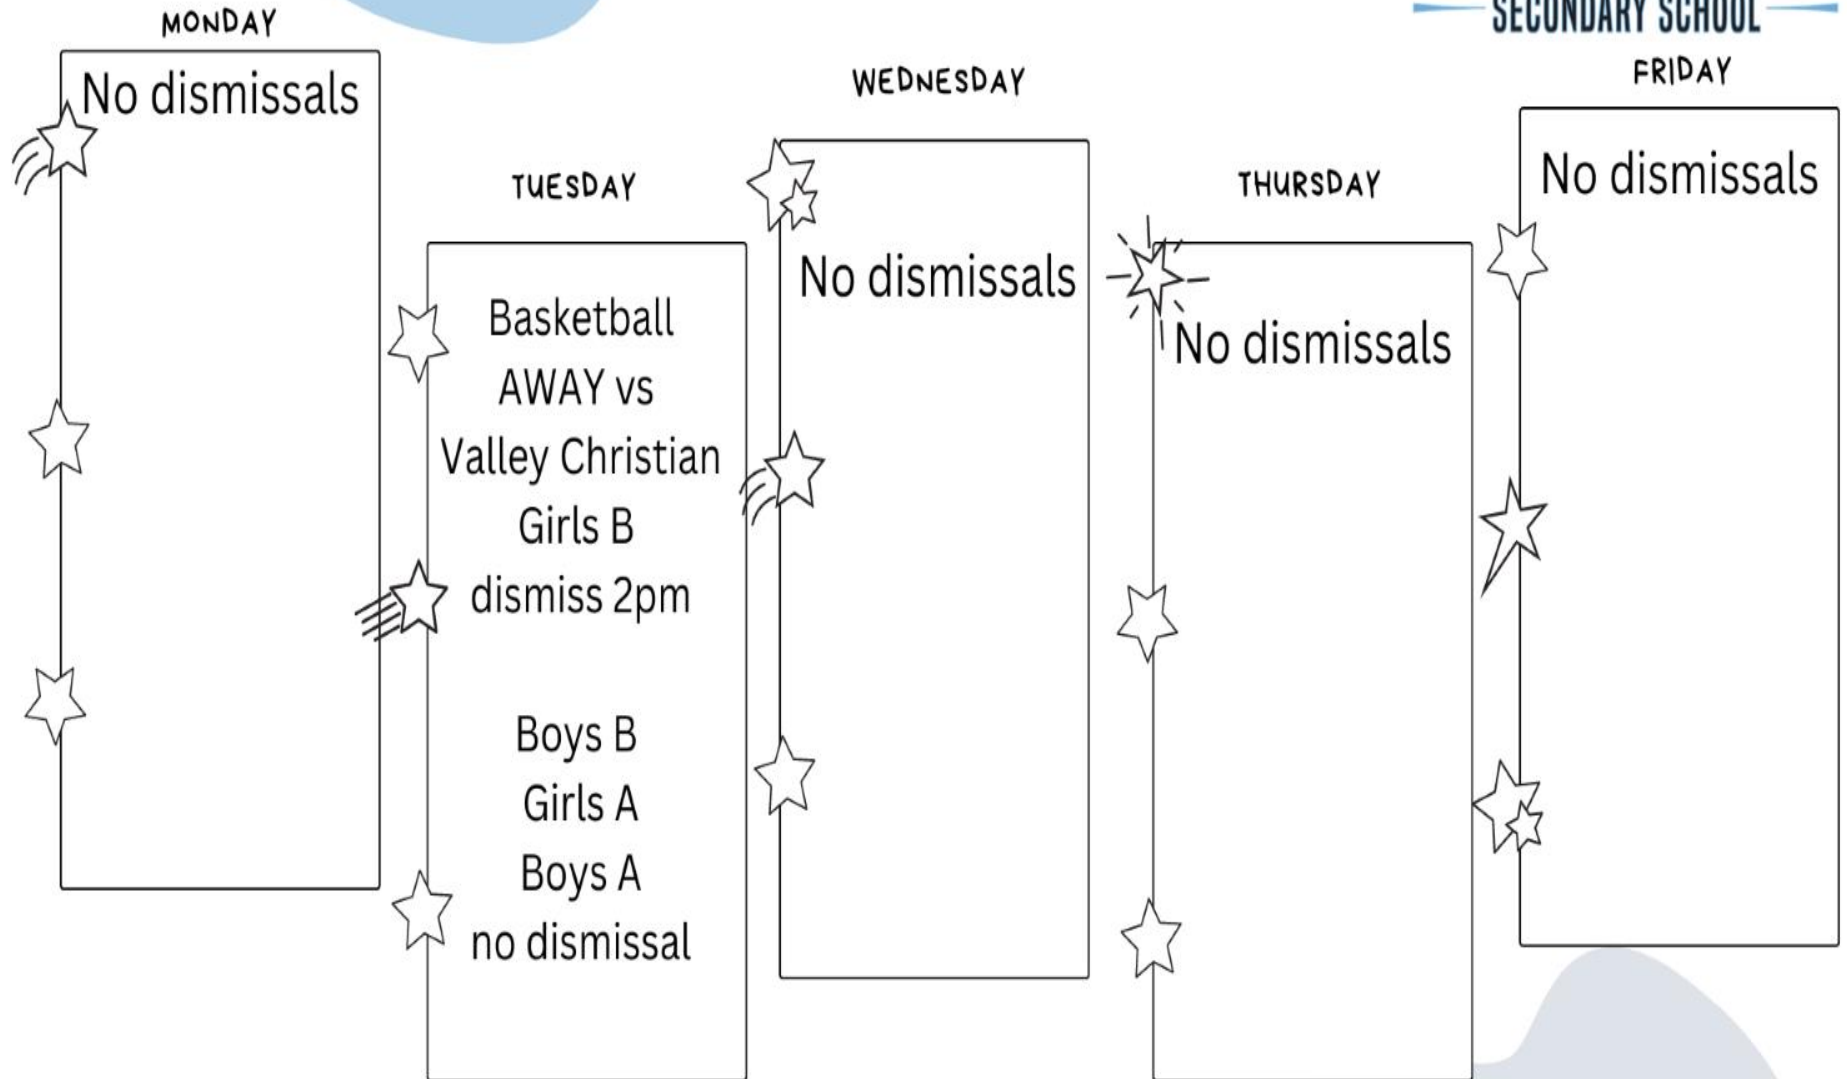 SECONDARY SCHOOL
MONDAY
No dismissals
TUESDAY
Basketball
AWAY vs
Valley Christian
Girls B
dismiss 2pm
Boys B
Girls A
Boys A
no dismissal
WEDNESDAY
No dismissals
THURSDAY
No dismissals
FRIDAY
No dismissals